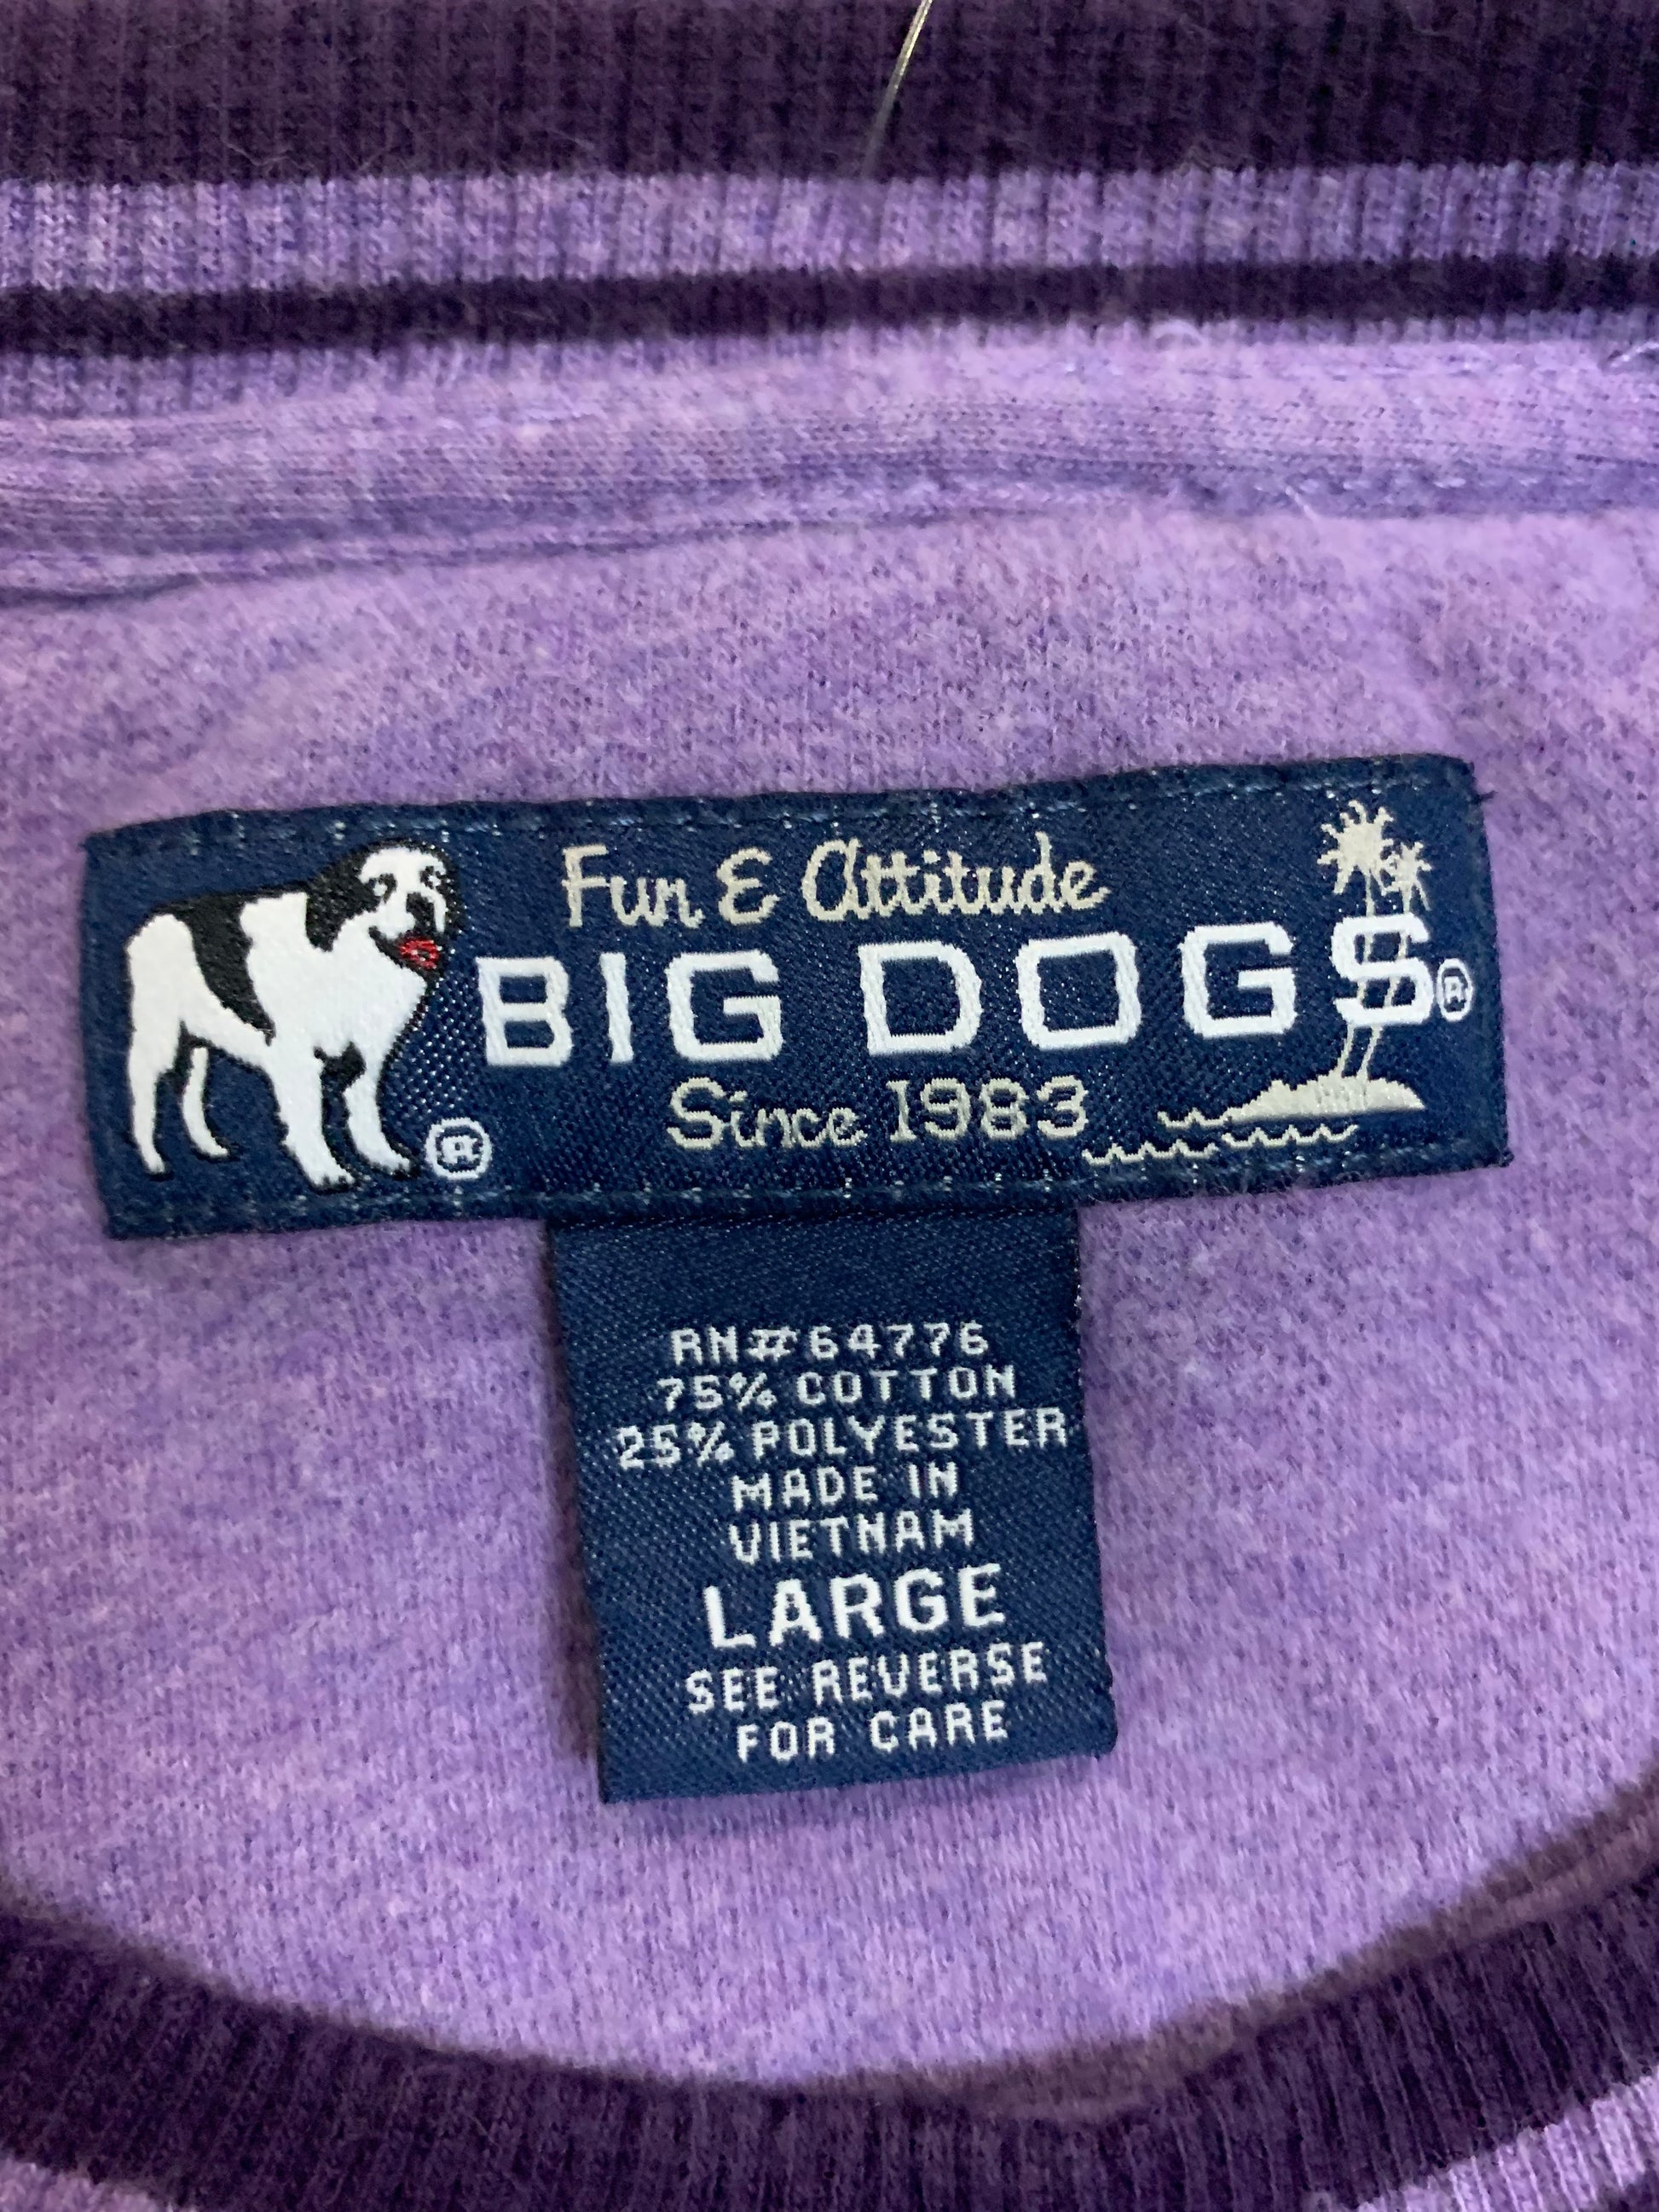 Fun & Attitude
BIG DOGS®
Since 1983
®
RN#64776
75% COTTON
25% POLYESTER
MADE IN
VIETNAM
LARGE
SEE REVERSE
FOR CARE